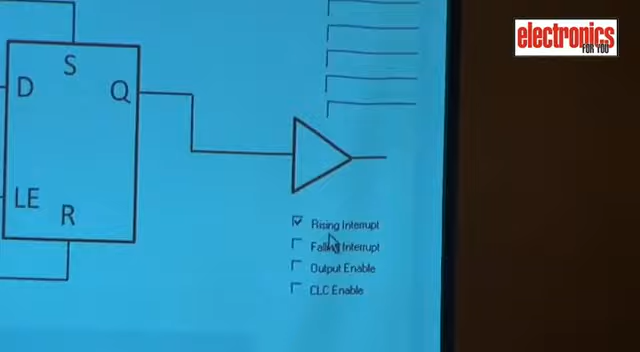 electronics
FOR YOU
S
D
Q
LE
R
Rising Interrupt
Falling Interrupt
Output Enable
CLC Enable